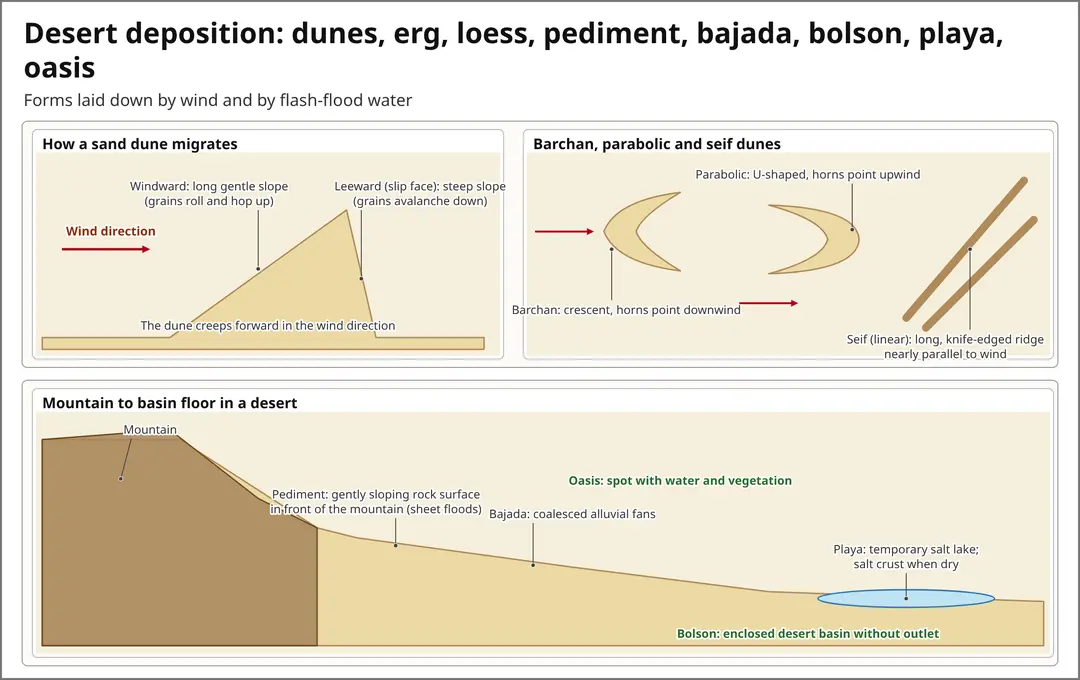 Desert deposition: dunes, erg, loess, pediment, bajada, bolson, playa,
oasis
Forms laid down by wind and by flash-flood water
How a sand dune migrates
Windward: long gentle slope
(grains roll and hop up)
Leeward (slip face): steep slope
(grains avalanche down)
Wind direction
The dune creeps forward in the wind direction
Barchan, parabolic and seif dunes
Parabolic: U-shaped, horns point upwind
Barchan: crescent, horns point downwind
Seif (linear): long, knife-edged ridge
nearly parallel to wind
Mountain to basin floor in a desert
Mountain
Pediment: gently sloping rock surface
in front of the mountain (sheet floods)
Bajada: coalesced alluvial fans
Oasis: spot with water and vegetation
Playa: temporary salt lake;
salt crust when dry
Bolson: enclosed desert basin without outlet